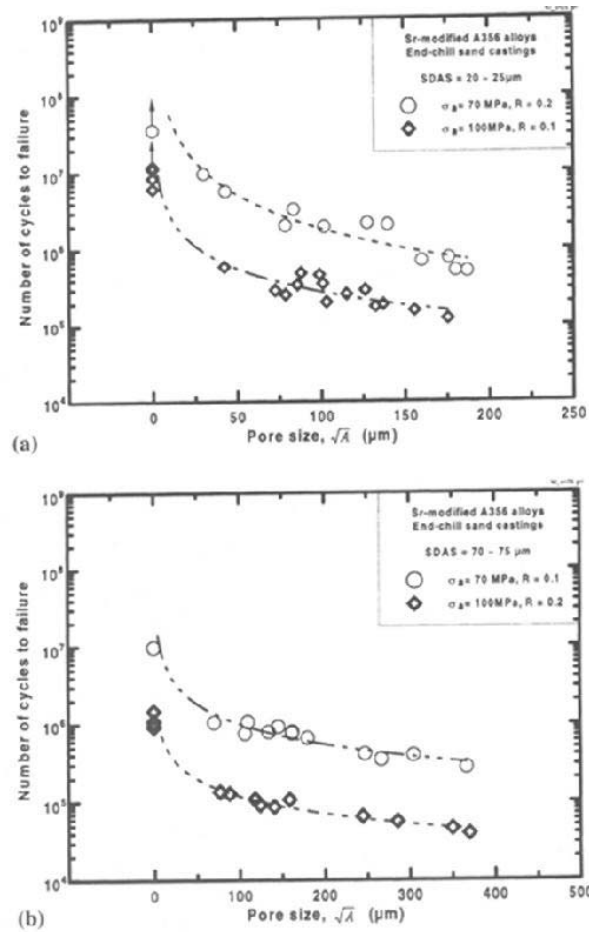 10⁹
10⁸
10⁷
10⁶
10⁵
10⁴
Number of cycles to failure
Sr-modified A356 alloys
End-chill sand castings
SDAS = 20 - 25µm
σa = 70 MPa, R = 0.2
σa = 100MPa, R = 0.1
0 50 100 150 200 250
Pore size, √A (µm)
(a)
10⁹
10⁸
10⁷
10⁶
10⁵
10⁴
Number of cycles to failure
Sr-modified A356 alloys
End-chill sand castings
SDAS = 70 - 75 µm
σa = 70 MPa, R = 0.1
σa = 100MPa, R = 0.2
0 100 200 300 400 500
Pore size, √A (µm)
(b)